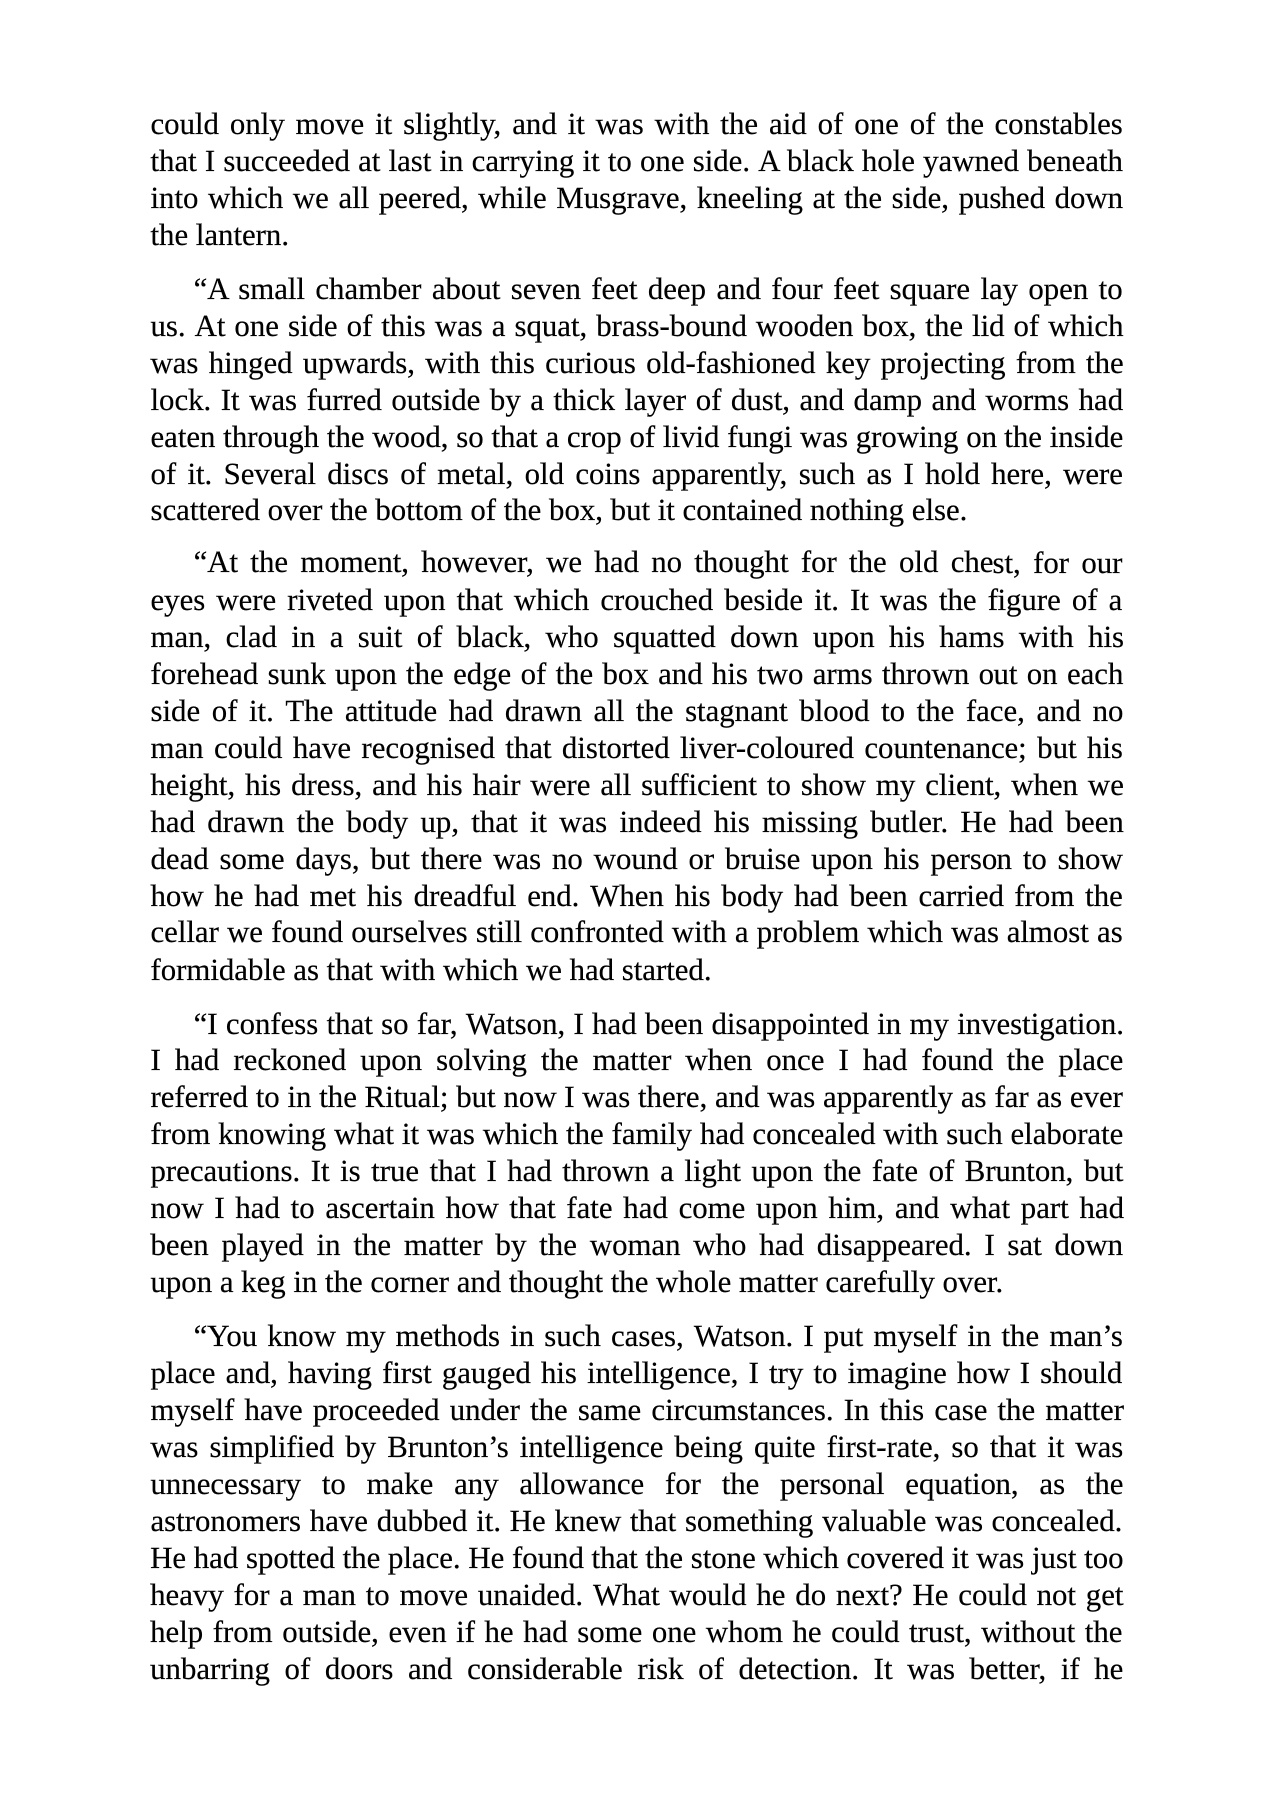 could only move it slightly, and it was with the aid of one of the constables
that I succeeded at last in carrying it to one side. A black hole yawned beneath
into which we all peered, while Musgrave, kneeling at the side, pushed down
the lantern.
“A small chamber about seven feet deep and four feet square lay open to
us. At one side of this was a squat, brass-bound wooden box, the lid of which
was hinged upwards, with this curious old-fashioned key projecting from the
lock. It was furred outside by a thick layer of dust, and damp and worms had
eaten through the wood, so that a crop of livid fungi was growing on the inside
of it. Several discs of metal, old coins apparently, such as I hold here, were
scattered over the bottom of the box, but it contained nothing else.
“At the moment, however, we had no thought for the old chest, for our
eyes were riveted upon that which crouched beside it. It was the figure of a
man, clad in a suit of black, who squatted down upon his hams with his
forehead sunk upon the edge of the box and his two arms thrown out on each
side of it. The attitude had drawn all the stagnant blood to the face, and no
man could have recognised that distorted liver-coloured countenance; but his
height, his dress, and his hair were all sufficient to show my client, when we
had drawn the body up, that it was indeed his missing butler. He had been
dead some days, but there was no wound or bruise upon his person to show
how he had met his dreadful end. When his body had been carried from the
cellar we found ourselves still confronted with a problem which was almost as
formidable as that with which we had started.
“I confess that so far, Watson, I had been disappointed in my investigation.
I had reckoned upon solving the matter when once I had found the place
referred to in the Ritual; but now I was there, and was apparently as far as ever
from knowing what it was which the family had concealed with such elaborate
precautions. It is true that I had thrown a light upon the fate of Brunton, but
now I had to ascertain how that fate had come upon him, and what part had
been played in the matter by the woman who had disappeared. I sat down
upon a keg in the corner and thought the whole matter carefully over.
“You know my methods in such cases, Watson. I put myself in the man’s
place and, having first gauged his intelligence, I try to imagine how I should
myself have proceeded under the same circumstances. In this case the matter
was simplified by Brunton’s intelligence being quite first-rate, so that it was
unnecessary to make any allowance for the personal equation, as the
astronomers have dubbed it. He knew that something valuable was concealed.
He had spotted the place. He found that the stone which covered it was just too
heavy for a man to move unaided. What would he do next? He could not get
help from outside, even if he had some one whom he could trust, without the
unbarring of doors and considerable risk of detection. It was better, if he